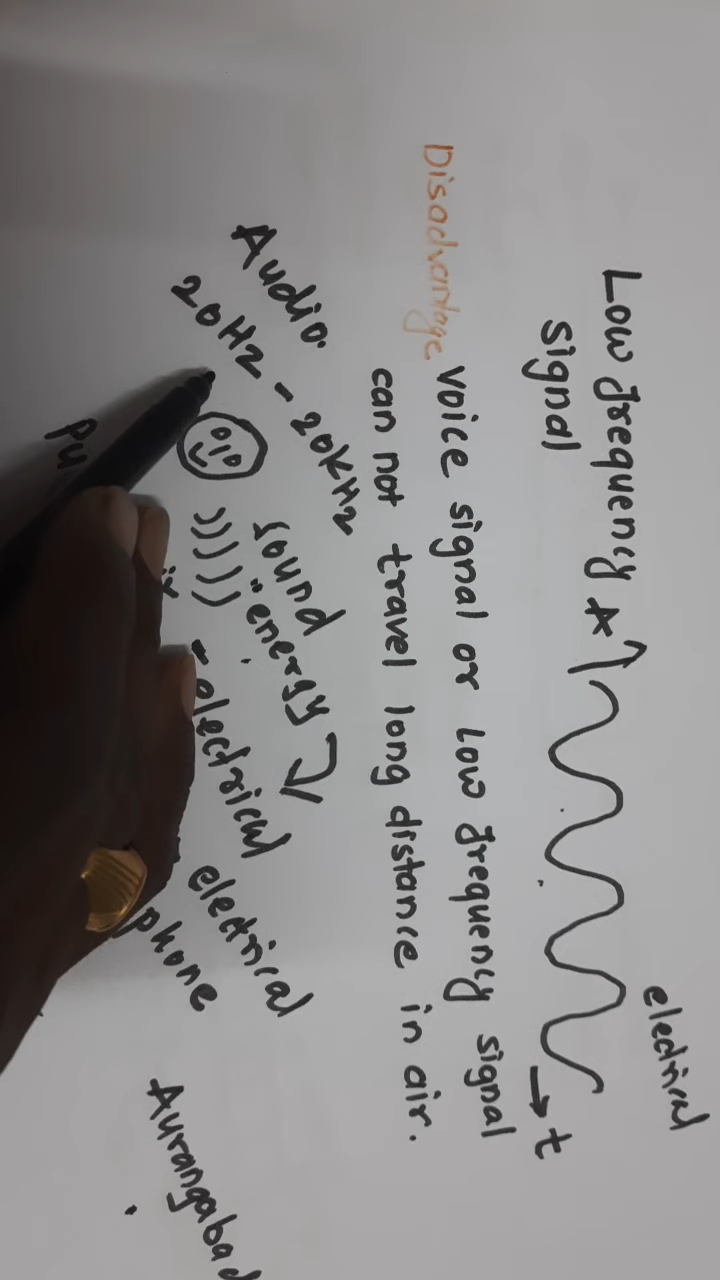 electrical
Low frequency
signal
A
t
Disadvantage
voice signal or Low frequency signal
can not travel long distance in air.
Audio.
20Hz - 20KHz
sound
"energy
- electrical
electrical
phone
Pu
Aurangabad